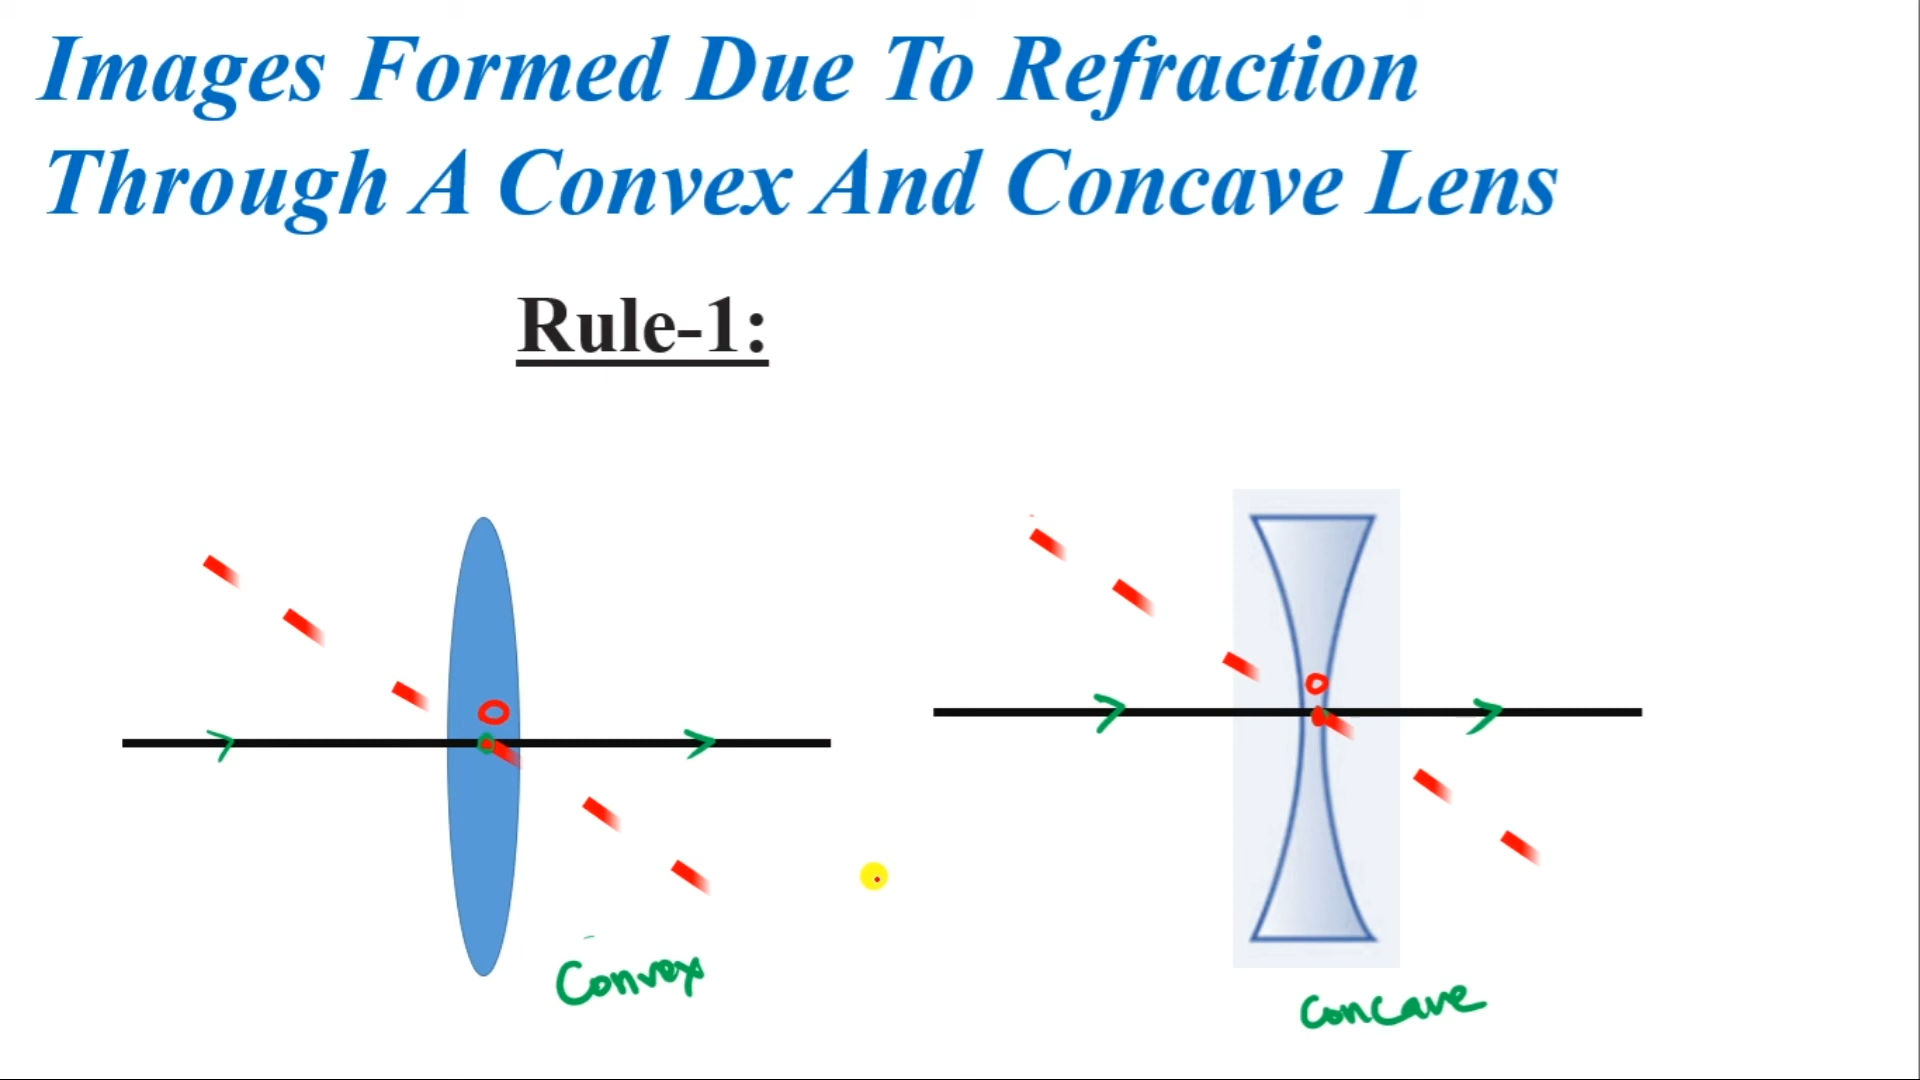 Images Formed Due To Refraction
Through A Convex And Concave Lens
Rule-1:
O
O
Convex
Concave